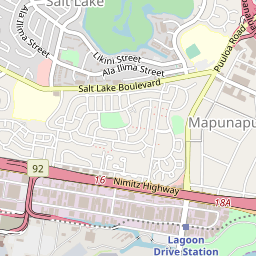 Salt Lake
Ala Ilima Street
Likini Street
Ala Ilima Street
Salt Lake Boulevard
Puuloa Road
Mapunapu
92
16
Nimitz Highway
18A
Lagoon
Drive Station